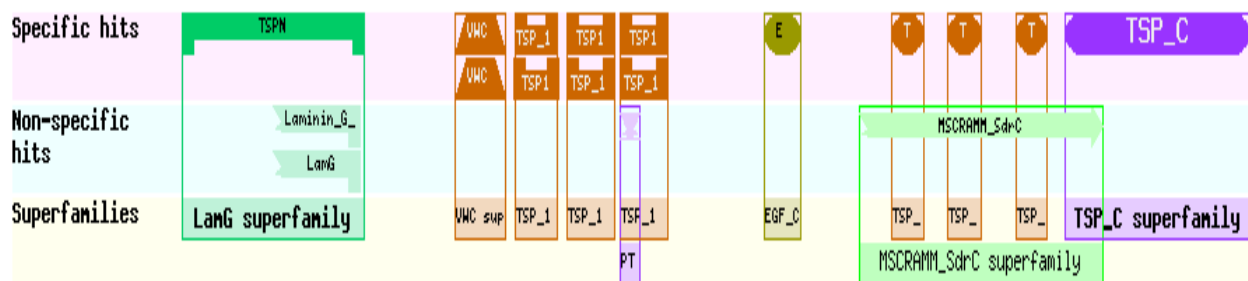 Specific hits TSPN VWC TSP_1 TSP1 TSP1 E T T T TSP_C
VWC TSP1 TSP_1 TSP_1
Non-specific hits Laminin_G_ MSCRAMM_SdrC
LamG
Superfamilies LamG superfamily VWC sup TSP_1 TSP_1 TSP_1 EGF_C TSP_ TSP_ TSP_ TSP_C superfamily
PT MSCRAMM_SdrC superfamily